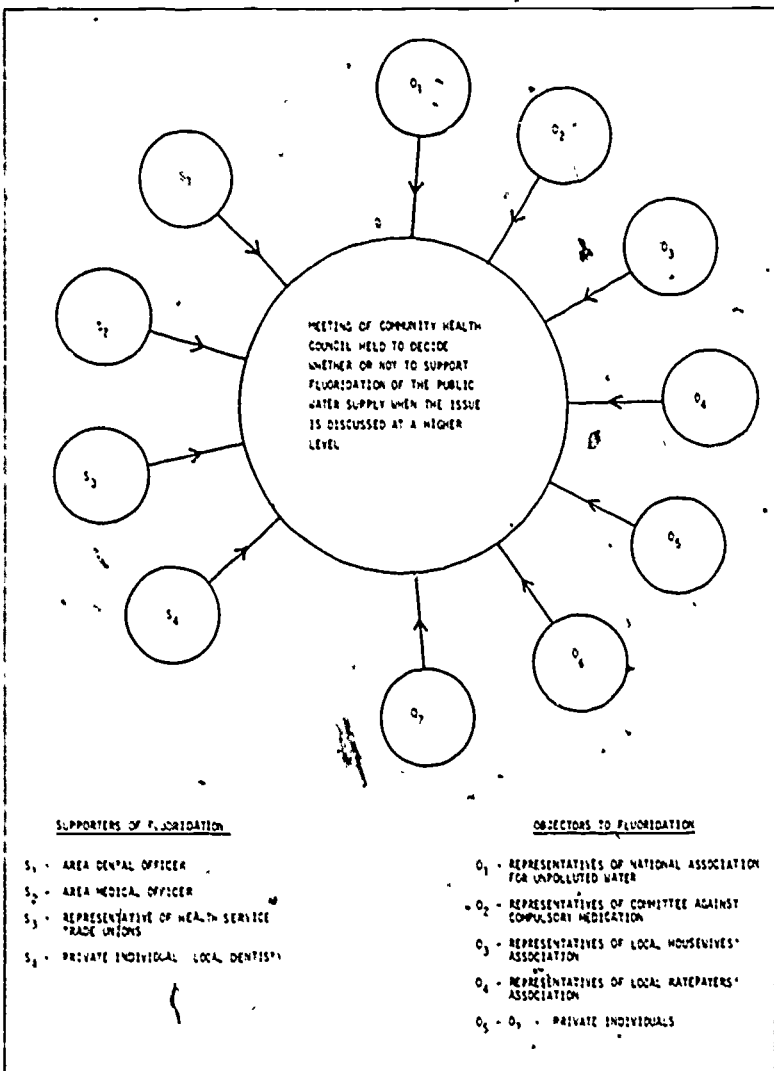 O1
O2
S1
O3
S2
O4
S3
O5
S4
O6
O7
MEETING OF COMMUNITY HEALTH
COUNCIL HELD TO DECIDE
WHETHER OR NOT TO SUPPORT
FLUORIDATION OF THE PUBLIC
WATER SUPPLY WHEN THE ISSUE
IS DISCUSSED AT A HIGHER
LEVEL
SUPPORTERS OF FLUORIDATION
S1 - AREA DENTAL OFFICER
S2 - AREA MEDICAL OFFICER
S3 - REPRESENTATIVE OF HEALTH SERVICE
TRADE UNIONS
S4 - PRIVATE INDIVIDUAL LOCAL DENTIST
OBJECTORS TO FLUORIDATION
O1 - REPRESENTATIVES OF NATIONAL ASSOCIATION
FOR UNPOLLUTED WATER
O2 - REPRESENTATIVES OF COMMITTEE AGAINST
COMPULSORY MEDICATION
O3 - REPRESENTATIVES OF LOCAL HOUSEWIVES'
ASSOCIATION
O4 - REPRESENTATIVES OF LOCAL RATEPAYERS'
ASSOCIATION
O5 - O7 - PRIVATE INDIVIDUALS